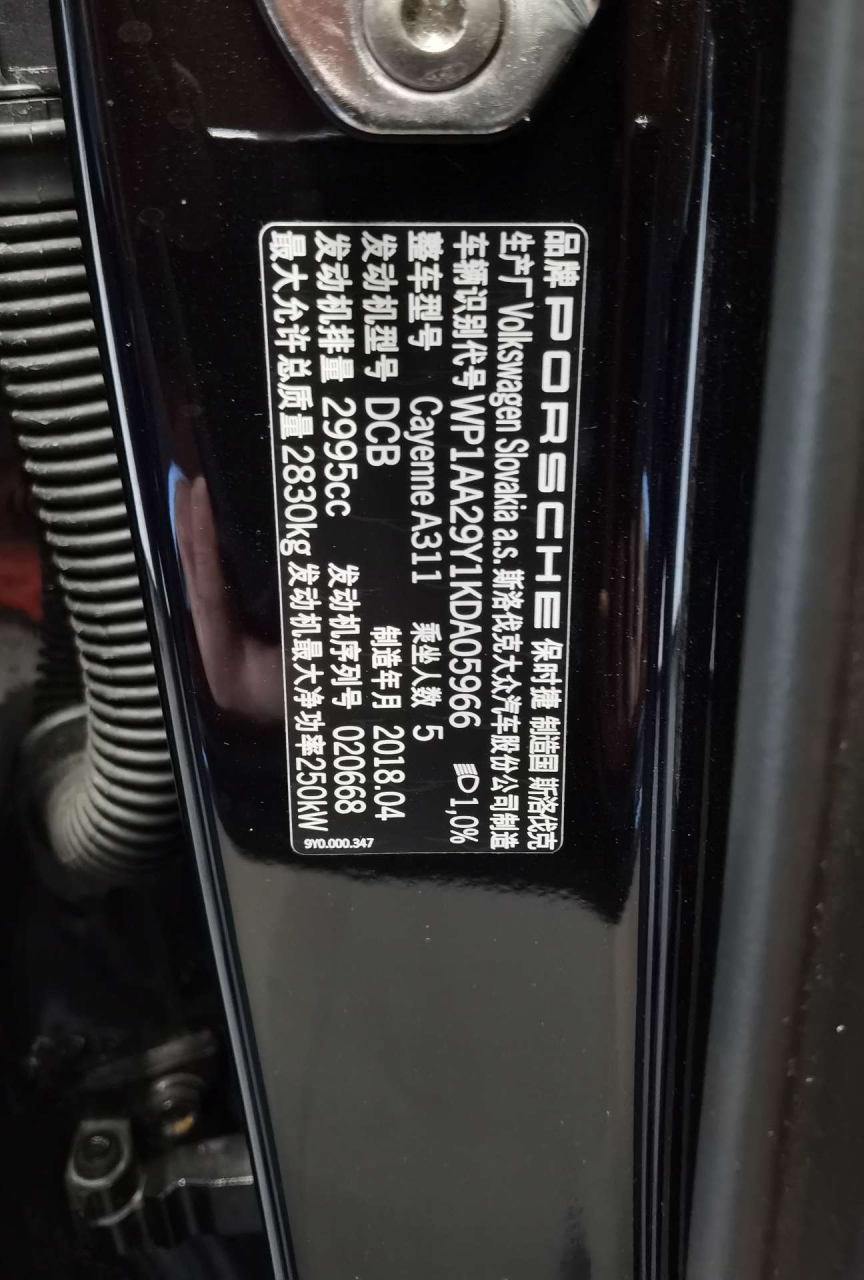 品牌 PORSCHE 保时捷 制造国 斯洛伐克
生产厂 Volkswagen Slovakia a.s. 斯洛伐克大众汽车股份公司制造
车辆识别代号 WP1AA29Y1KDA05966 1,0%
整车型号 Cayenne A311 乘坐人数 5
发动机型号 DCB 制造年月 2018.04
发动机排量 2995cc 发动机序列号 020668
最大允许总质量 2830kg 发动机最大净功率250kW
9Y0.000.347